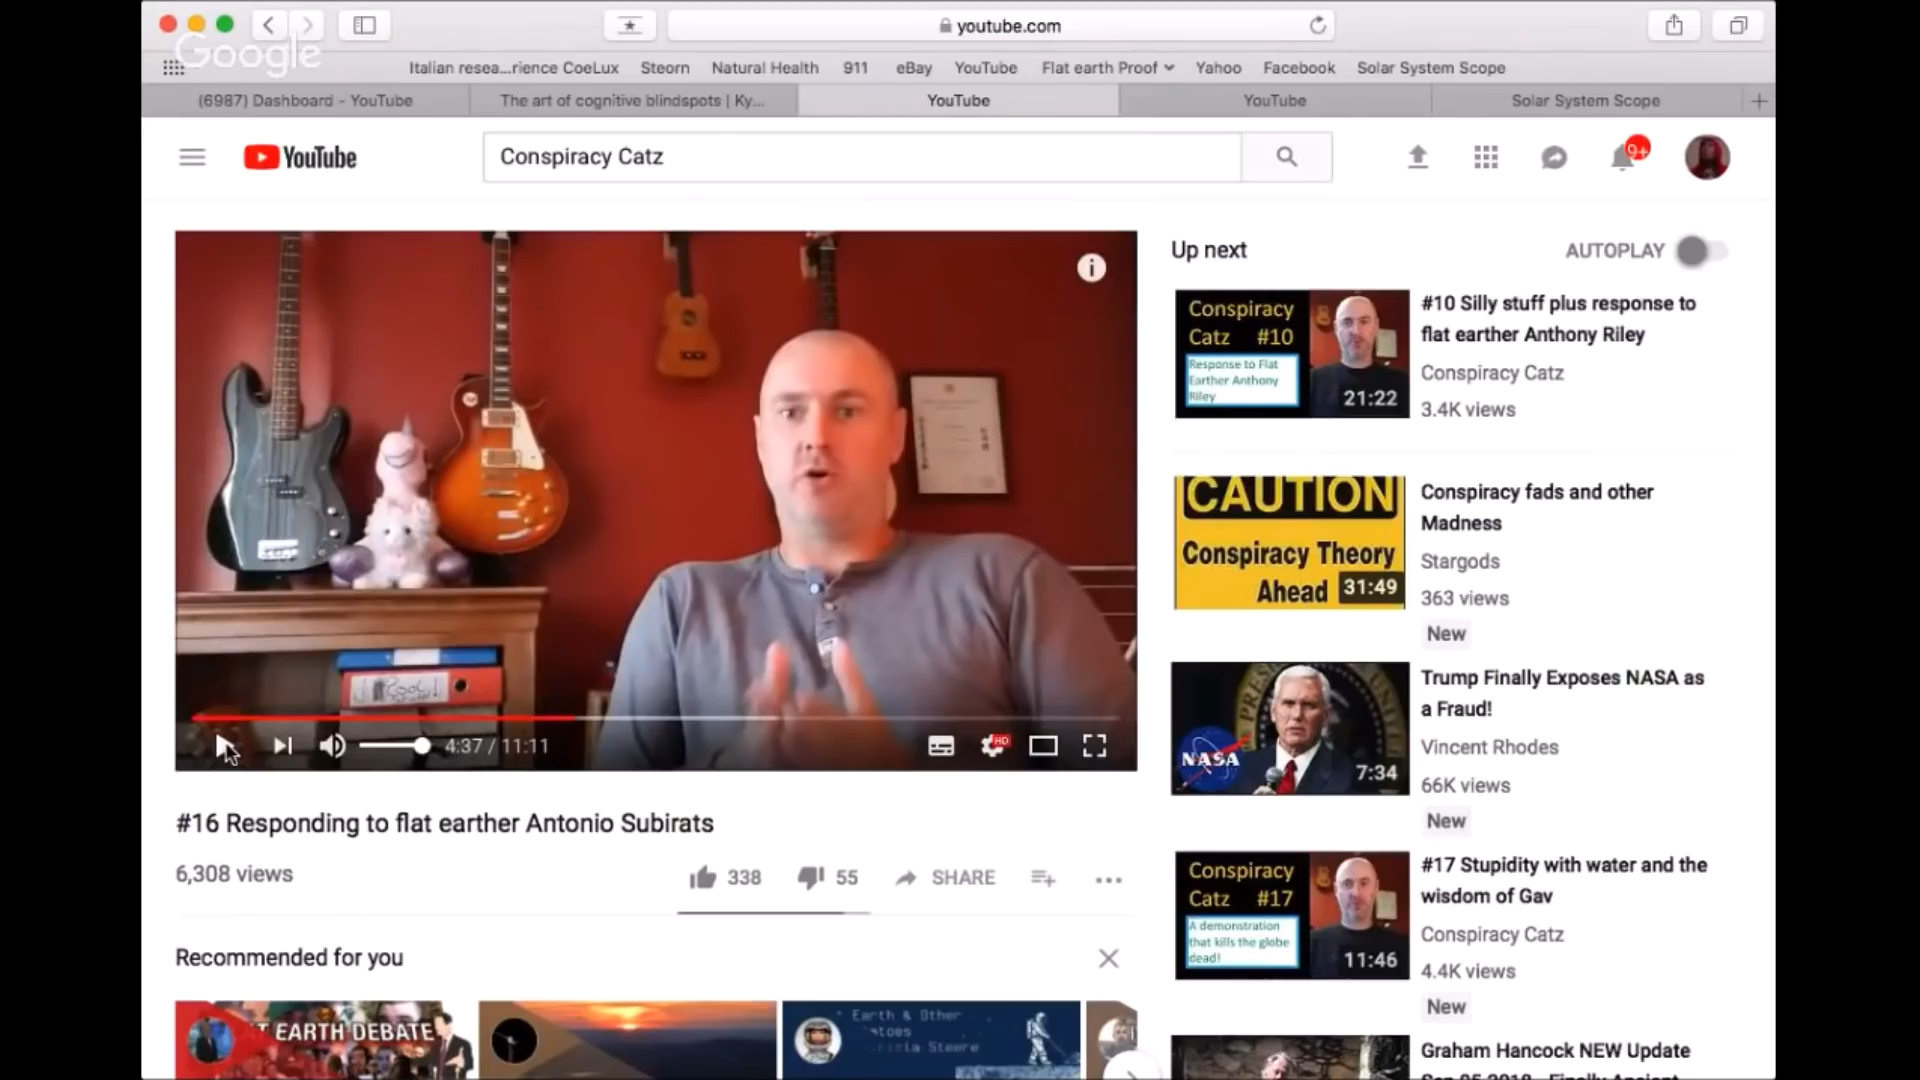 youtube.com
Google
Italian resea...rience CoeLux
Steorn
Natural Health
911
eBay
YouTube
Flat earth Proof
Yahoo
Facebook
Solar System Scope
(6987) Dashboard - YouTube
The art of cognitive blindspots | Ky...
YouTube
YouTube
Solar System Scope
YouTube
Conspiracy Catz
9+
Up next
AUTOPLAY
Conspiracy
Catz #10
Response to Flat
Earther Anthony
Riley
21:22
#10 Silly stuff plus response to
flat earther Anthony Riley
Conspiracy Catz
3.4K views
CAUTION
Conspiracy Theory
Ahead
31:49
Conspiracy fads and other
Madness
Stargods
363 views
New
NASA
7:34
Trump Finally Exposes NASA as
a Fraud!
Vincent Rhodes
66K views
New
4:37 / 11:11
HD
#16 Responding to flat earther Antonio Subirats
6,308 views
338
55
SHARE
Conspiracy
Catz #17
A demonstration
that kills the globe
dead!
11:46
#17 Stupidity with water and the
wisdom of Gav
Conspiracy Catz
4.4K views
New
Recommended for you
EARTH DEBATE
Earth & Other
Steere
Graham Hancock NEW Update